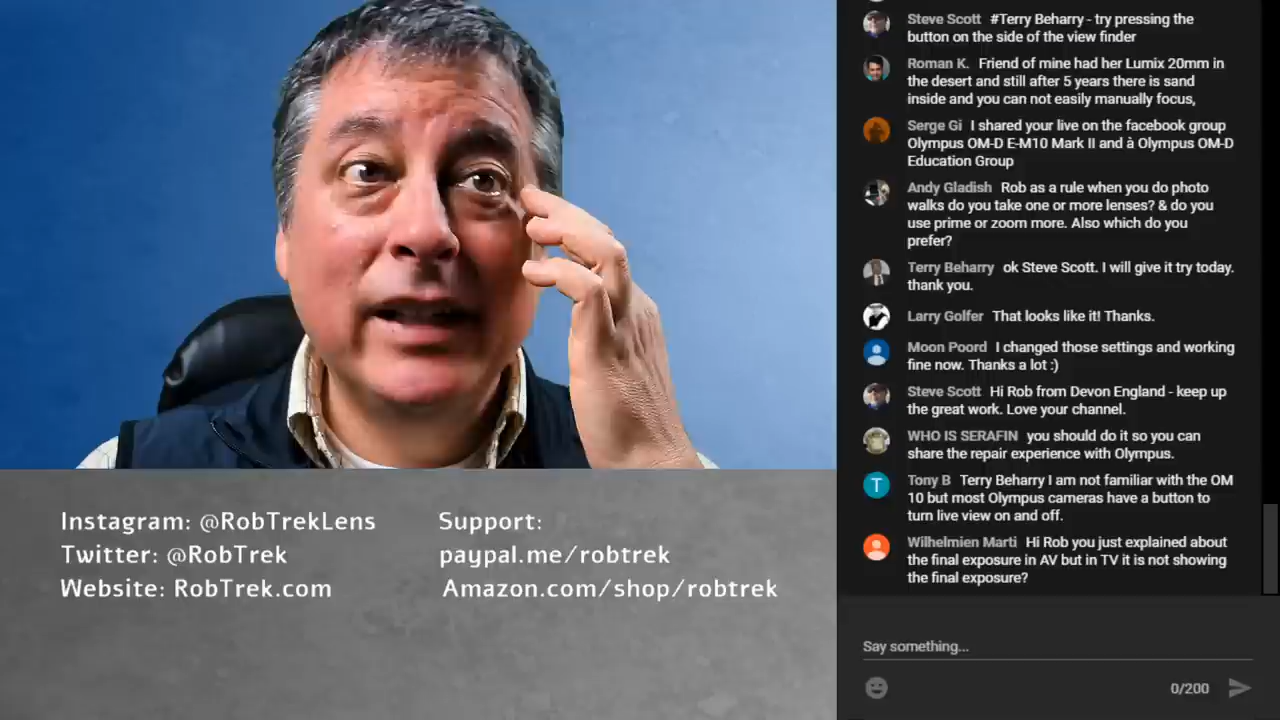 Steve Scott #Terry Beharry - try pressing the
button on the side of the view finder
Roman K. Friend of mine had her Lumix 20mm in
the desert and still after 5 years there is sand
inside and you can not easily manually focus,
Serge Gi I shared your live on the facebook group
Olympus OM-D E-M10 Mark II and à Olympus OM-D
Education Group
Andy Gladish Rob as a rule when you do photo
walks do you take one or more lenses? & do you
use prime or zoom more. Also which do you
prefer?
Terry Beharry ok Steve Scott. I will give it try today.
thank you.
Larry Golfer That looks like it! Thanks.
Moon Poord I changed those settings and working
fine now. Thanks a lot :)
Steve Scott Hi Rob from Devon England - keep up
the great work. Love your channel.
WHO IS SERAFIN you should do it so you can
share the repair experience with Olympus.
T
Tony B Terry Beharry I am not familiar with the OM
10 but most Olympus cameras have a button to
turn live view on and off.
Wilhelmien Marti Hi Rob you just explained about
the final exposure in AV but in TV it is not showing
the final exposure?
Say something...
0/200
Instagram: @RobTrekLens
Twitter: @RobTrek
Website: RobTrek.com
Support:
paypal.me/robtrek
Amazon.com/shop/robtrek